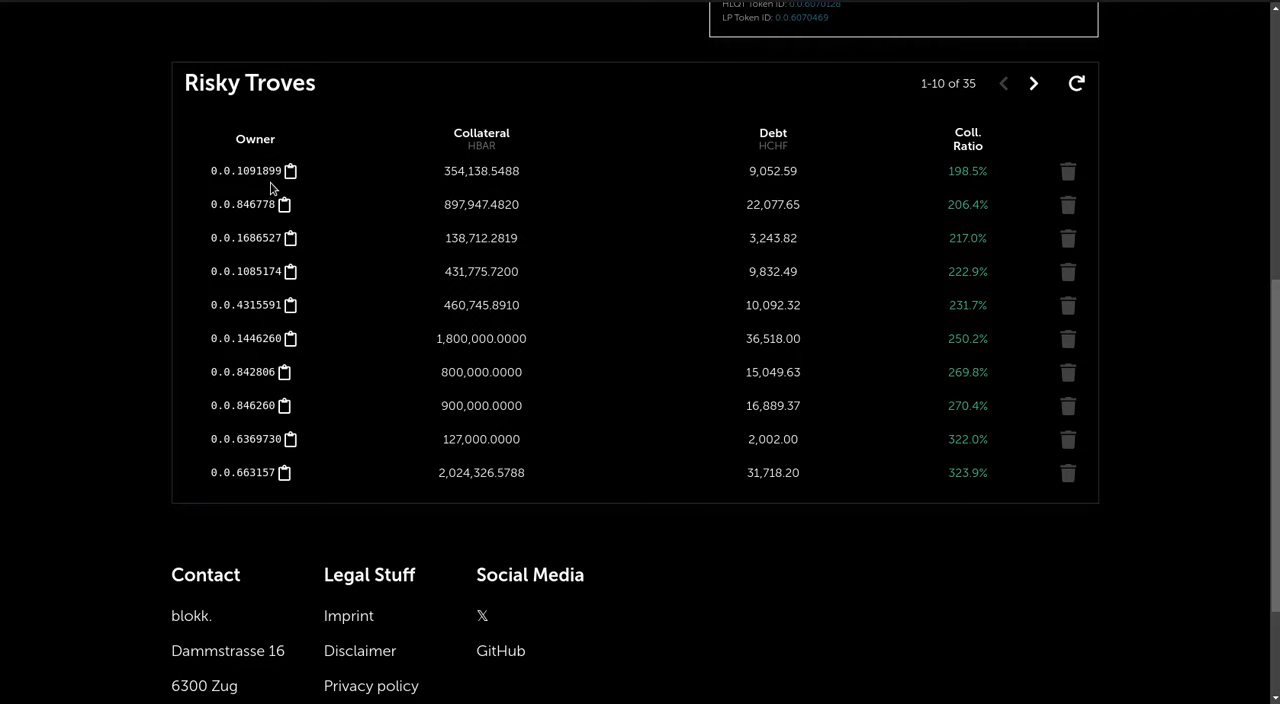 HLQT Token ID: 0.0.6070128
LP Token ID: 0.0.6070469
Risky Troves
1-10 of 35
Owner Collateral HBAR Debt HCHF Coll. Ratio
0.0.1091899 354,138.5488 9,052.59 198.5%
0.0.846778 897,947.4820 22,077.65 206.4%
0.0.1686527 138,712.2819 3,243.82 217.0%
0.0.1085174 431,775.7200 9,832.49 222.9%
0.0.4315591 460,745.8910 10,092.32 231.7%
0.0.1446260 1,800,000.0000 36,518.00 250.2%
0.0.842806 800,000.0000 15,049.63 269.8%
0.0.846260 900,000.0000 16,889.37 270.4%
0.0.6369730 127,000.0000 2,002.00 322.0%
0.0.663157 2,024,326.5788 31,718.20 323.9%
Contact Legal Stuff Social Media
blokk. Imprint 𝕏
Dammstrasse 16 Disclaimer GitHub
6300 Zug Privacy policy